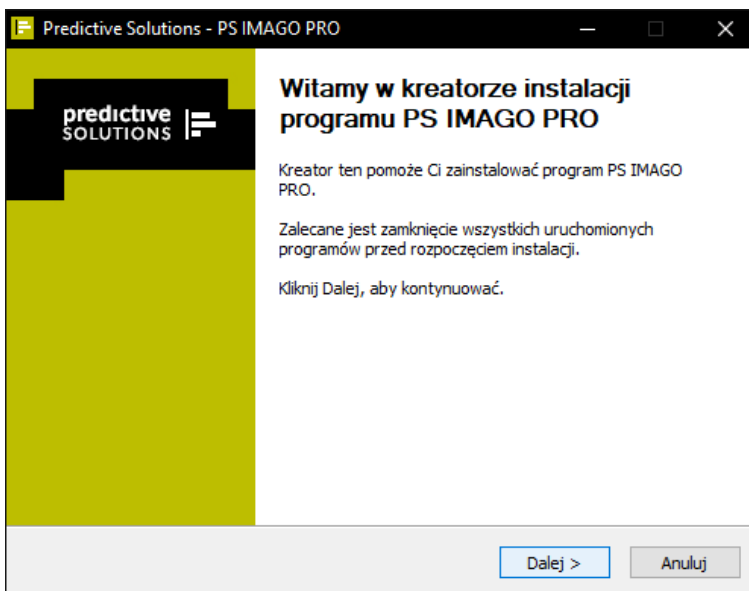 Predictive Solutions - PS IMAGO PRO
predictive
SOLUTIONS
Witamy w kreatorze instalacji
programu PS IMAGO PRO
Kreator ten pomoże Ci zainstalować program PS IMAGO
PRO.
Zalecane jest zamknięcie wszystkich uruchomionych
programów przed rozpoczęciem instalacji.
Kliknij Dalej, aby kontynuować.
Dalej >
Anuluj